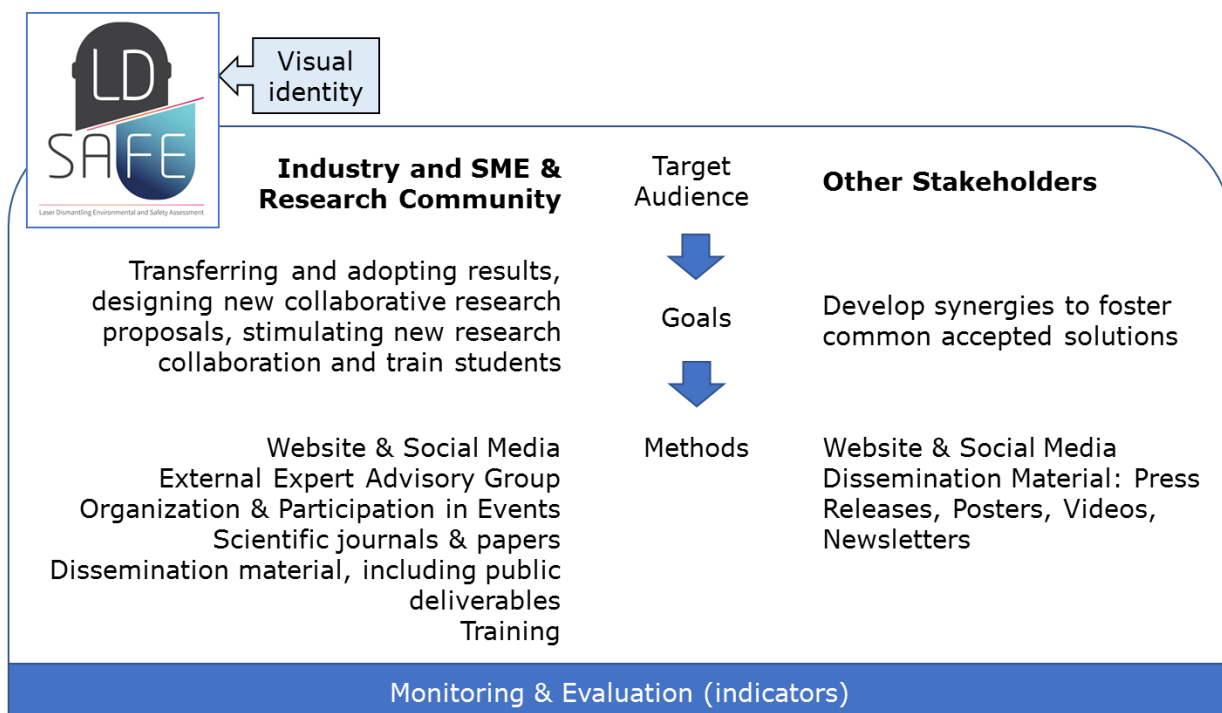 LD
SAFE
Laser Dismantling Environmental and Safety Assessment
Visual
identity
Industry and SME &
Research Community
Target
Audience
Other Stakeholders
Transferring and adopting results,
designing new collaborative research
proposals, stimulating new research
collaboration and train students
Goals
Develop synergies to foster
common accepted solutions
Website & Social Media
External Expert Advisory Group
Organization & Participation in Events
Scientific journals & papers
Dissemination material, including public
deliverables
Training
Methods
Website & Social Media
Dissemination Material: Press
Releases, Posters, Videos,
Newsletters
Monitoring & Evaluation (indicators)